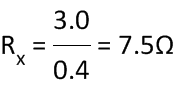 Rₓ = 3.0/0.4 = 7.5Ω